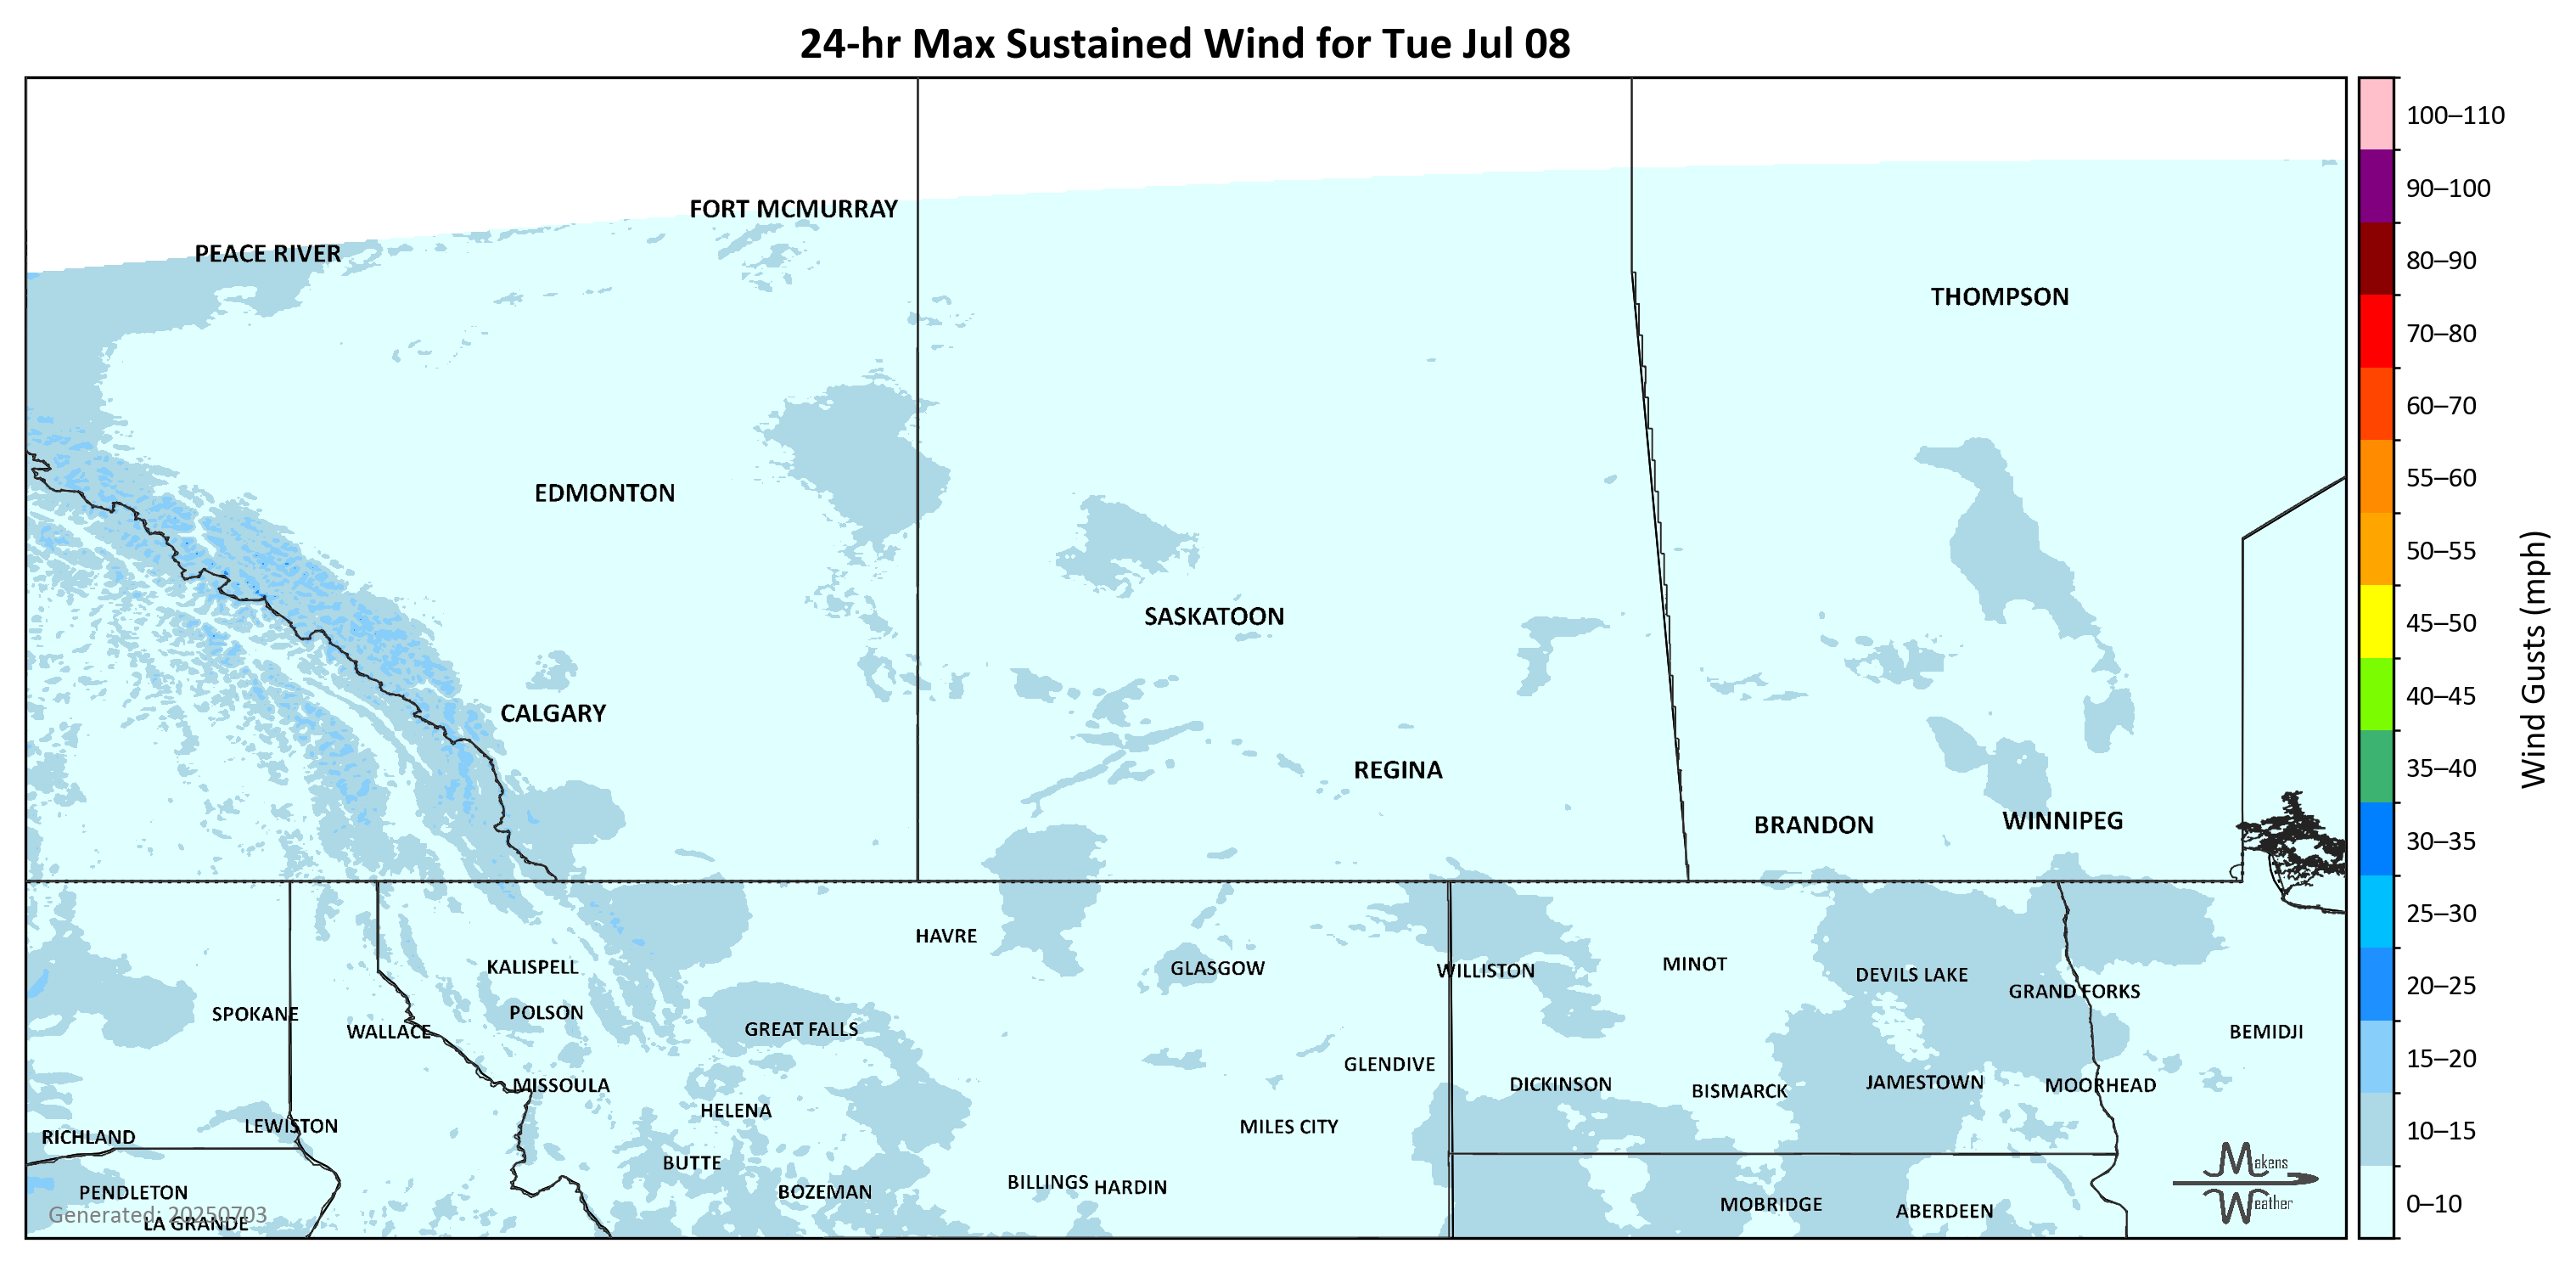 24-hr Max Sustained Wind for Tue Jul 08
100–110
FORT MCMURRAY
90–100
PEACE RIVER
80–90
THOMPSON
70–80
60–70
EDMONTON
55–60
50–55
SASKATOON
45–50
Wind Gusts (mph)
40–45
CALGARY
REGINA
35–40
WINNIPEG
BRANDON
30–35
25–30
HAVRE
MINOT
KALISPELL
GLASGOW
WILLISTON
DEVILS LAKE
20–25
GRAND FORKS
POLSON
SPOKANE
GREAT FALLS
WALLACE
BEMIDJI
15–20
GLENDIVE
JAMESTOWN
DICKINSON
MISSOULA
MOORHEAD
BISMARCK
HELENA
LEWISTON
MILES CITY
10–15
RICHLAND
BUTTE
Makens
Weather
BILLINGS
HARDIN
PENDLETON
BOZEMAN
MOBRIDGE
0–10
ABERDEEN
Generated: 20250703
LA GRANDE